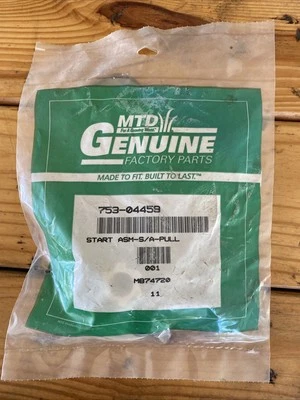 MTD
For A Growing World.
GENUINE
FACTORY PARTS
MADE TO FIT. BUILT TO LAST.™
753-04459
START ASM-S/A-PULL
001
MB74720
11